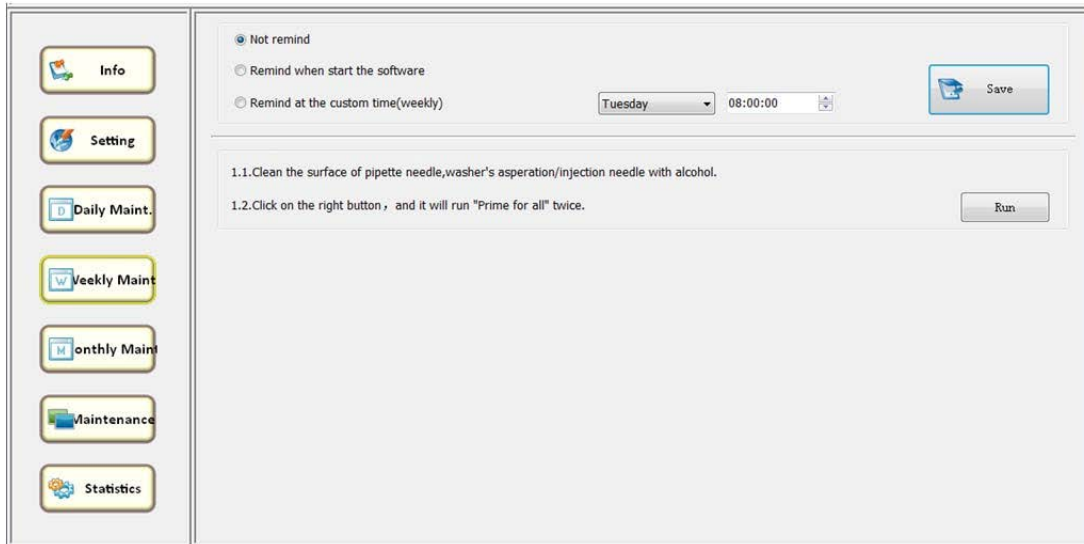 Info
Setting
D
Daily Maint.
W
Weekly Maint
M
Monthly Maint
Maintenance
Statistics
Not remind
Remind when start the software
Remind at the custom time(weekly)
Tuesday
08:00:00
Save
1.1.Clean the surface of pipette needle,washer's asperation/injection needle with alcohol.
1.2.Click on the right button，and it will run "Prime for all" twice.
Run